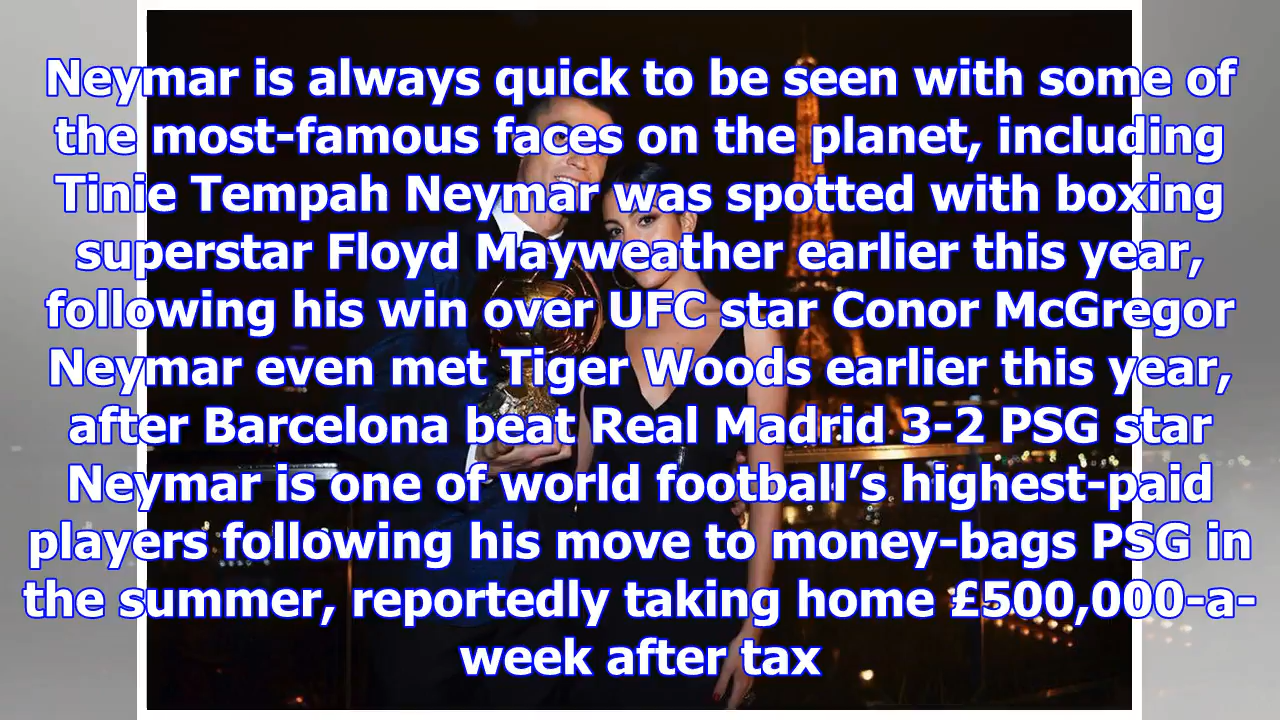 Neymar is always quick to be seen with some of
the most-famous faces on the planet, including
Tinie Tempah Neymar was spotted with boxing
superstar Floyd Mayweather earlier this year,
following his win over UFC star Conor McGregor
Neymar even met Tiger Woods earlier this year,
after Barcelona beat Real Madrid 3-2 PSG star
Neymar is one of world football’s highest-paid
players following his move to money-bags PSG in
the summer, reportedly taking home £500,000-a-
week after tax